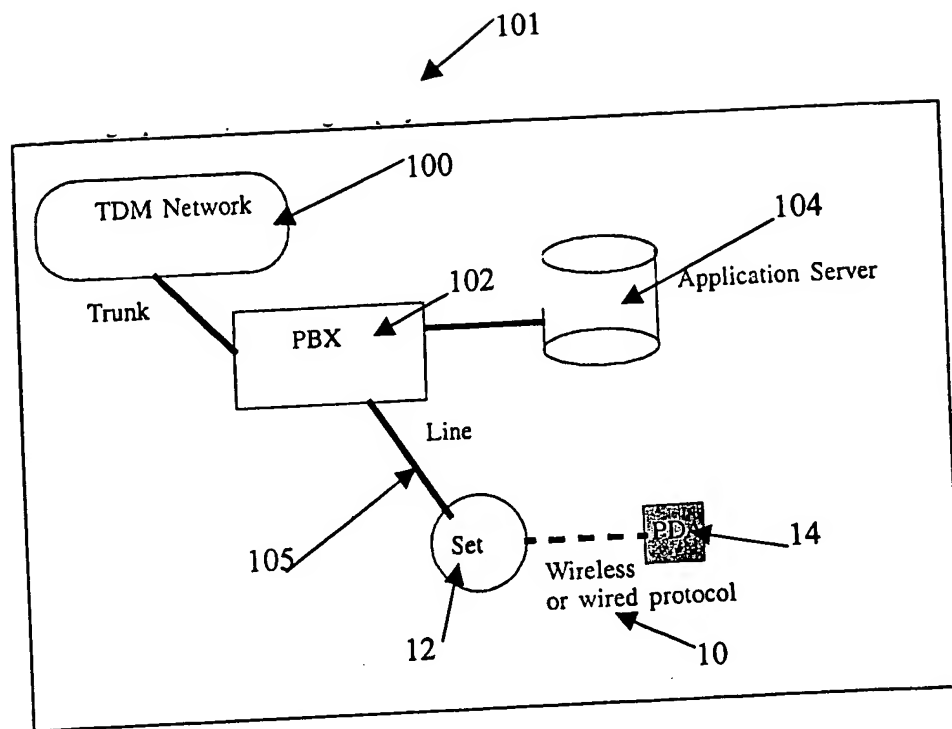 101
100
TDM Network
104
Application Server
102
Trunk
PBX
Line
105
Set
PD
14
Wireless
or wired protocol
12
10